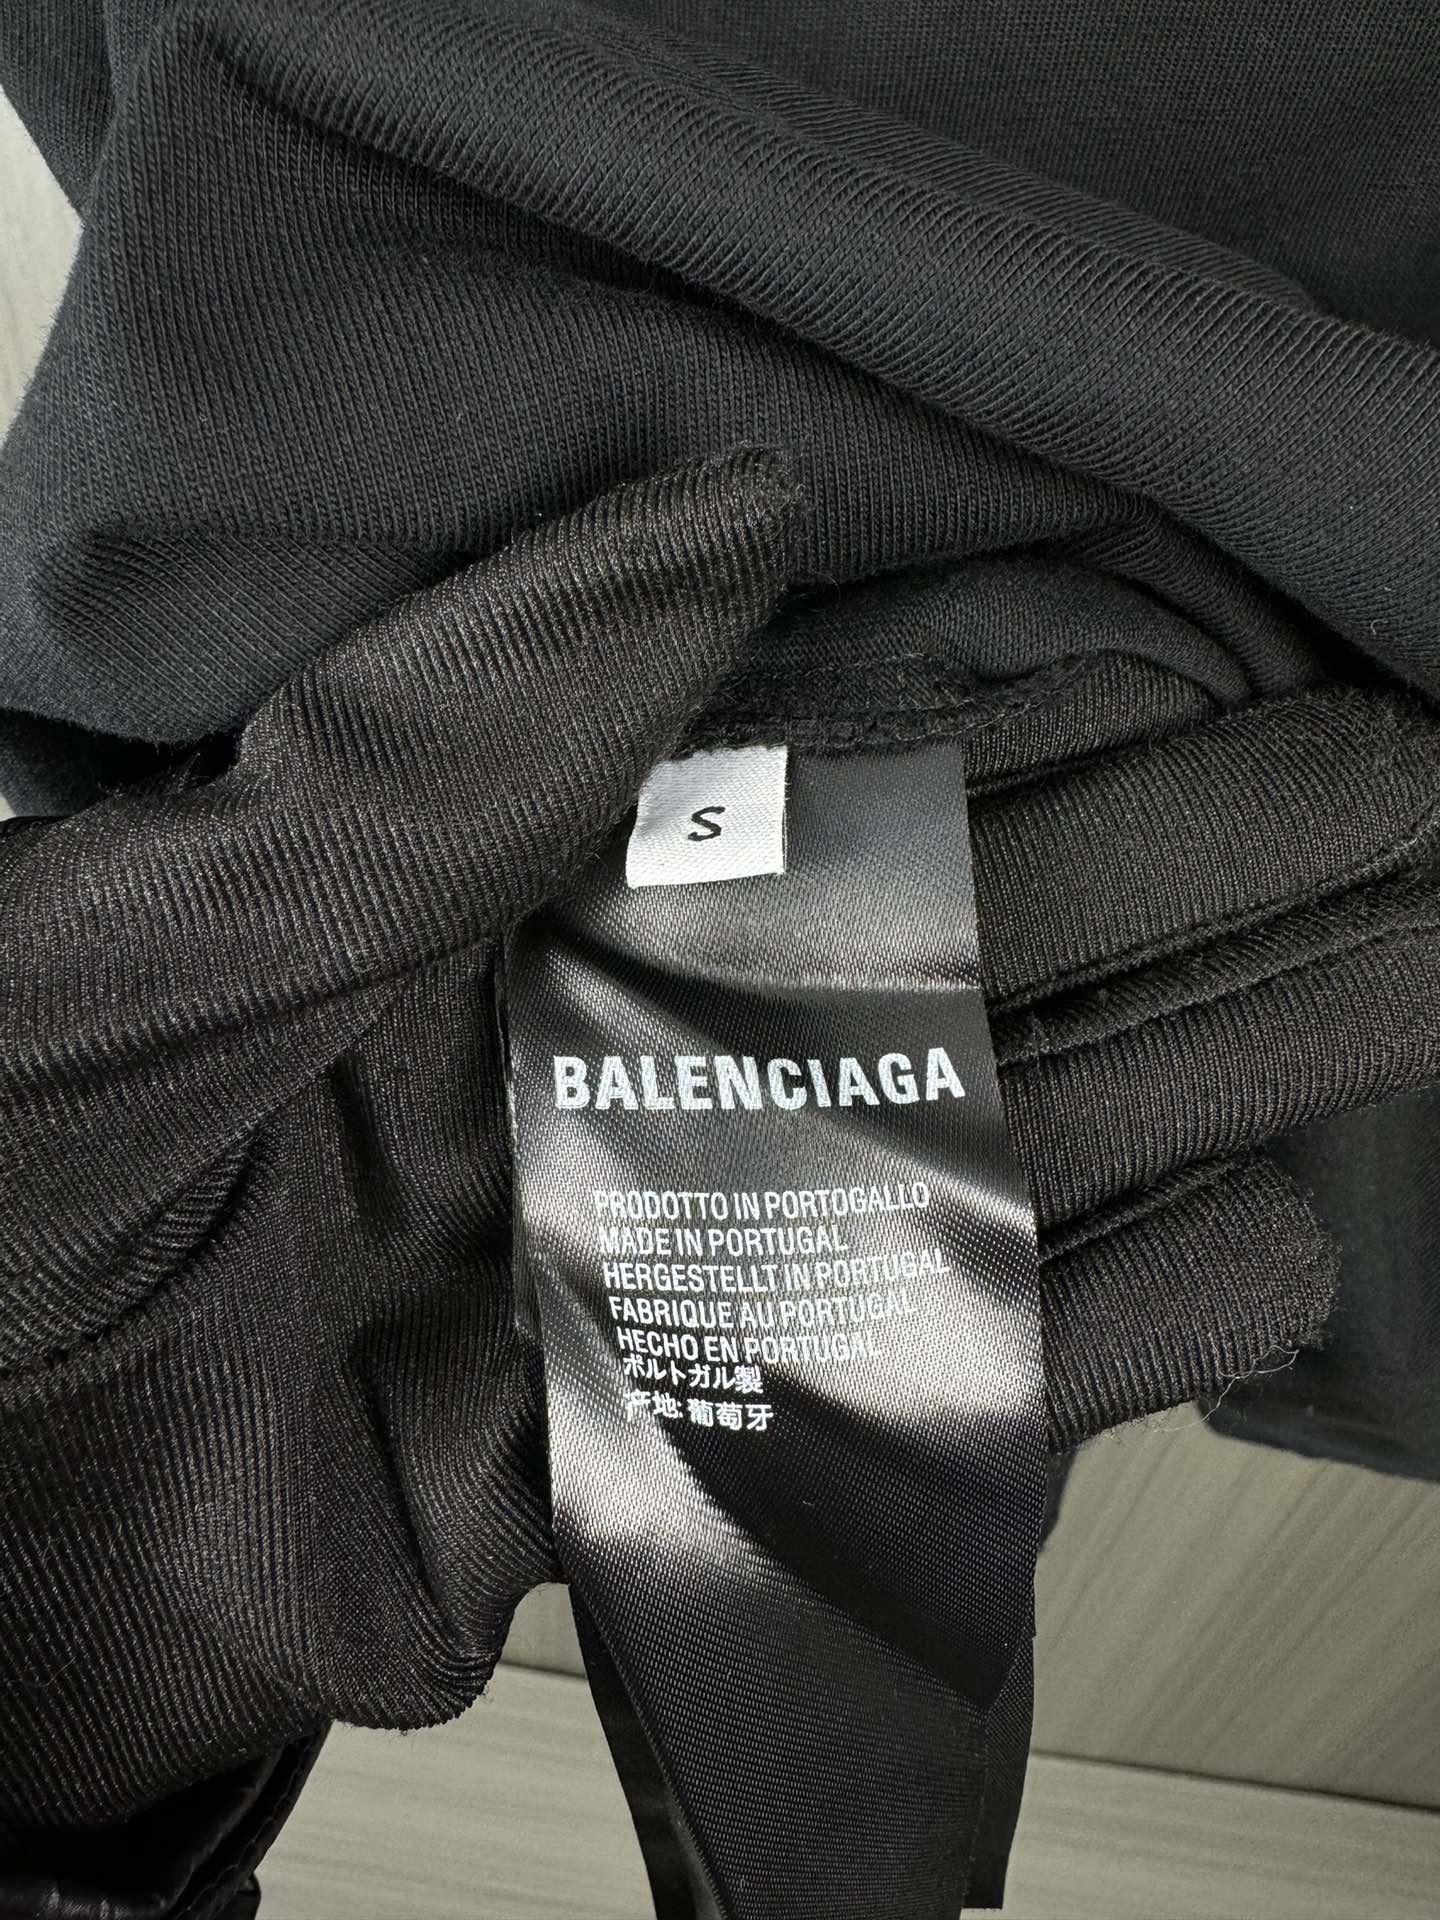 S
BALENCIAGA
PRODOTTO IN PORTOGALLO
MADE IN PORTUGAL
HERGESTELLT IN PORTUGAL
FABRIQUE AU PORTUGAL
HECHO EN PORTUGAL
ポルトガル製
产地:葡萄牙